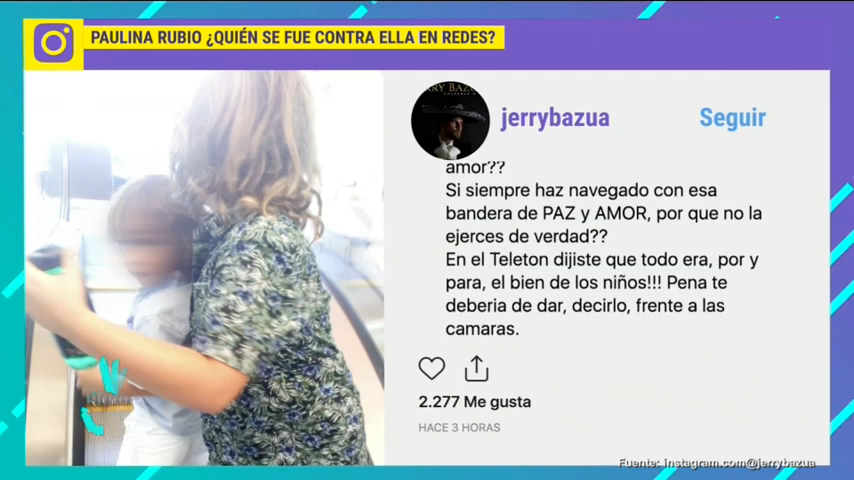 PAULINA RUBIO ¿QUIÉN SE FUE CONTRA ELLA EN REDES?
jerrybazua
Seguir
amor??
Si siempre haz navegado con esa
bandera de PAZ y AMOR, por que no la
ejerces de verdad??
En el Teleton dijiste que todo era, por y
para, el bien de los niños!!! Pena te
deberia de dar, decirlo, frente a las
camaras.
2.277 Me gusta
HACE 3 HORAS
Fuente: Instagram.com@jerrybazua